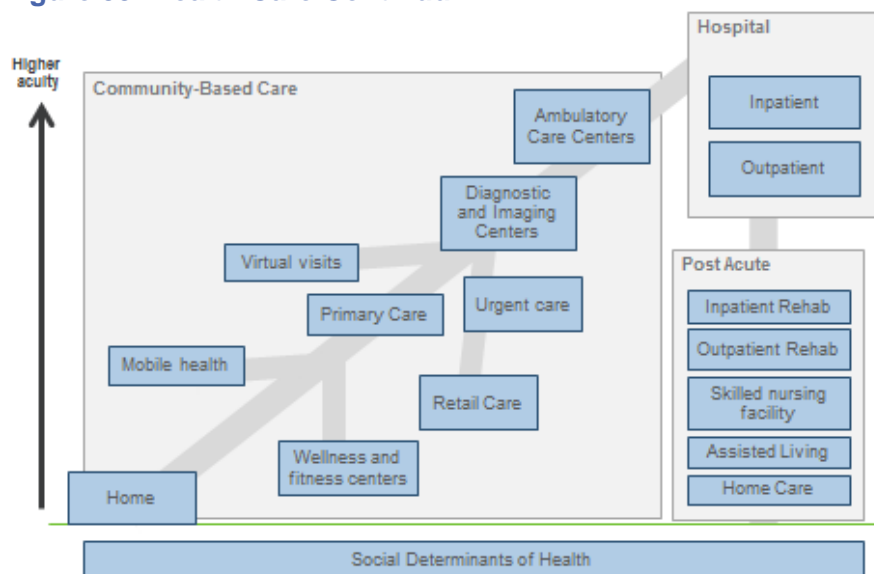 Hospital
Higher
acuity
Community-Based Care
Inpatient
Ambulatory
Care Centers
Outpatient
Diagnostic
and Imaging
Centers
Virtual visits
Post Acute
Primary Care
Urgent care
Inpatient Rehab
Outpatient Rehab
Mobile health
Retail Care
Skilled nursing
facility
Wellness and
fitness centers
Assisted Living
Home
Home Care
Social Determinants of Health